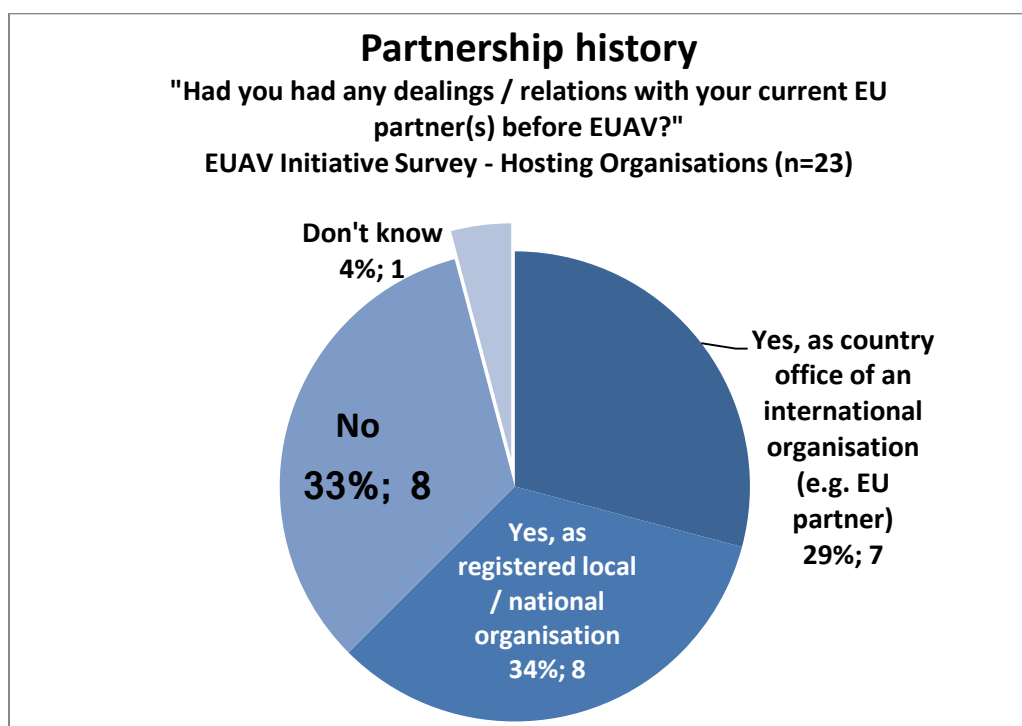 Partnership history
"Had you had any dealings / relations with your current EU
partner(s) before EUAV?"
EUAV Initiative Survey - Hosting Organisations (n=23)
Don't know
4%; 1
Yes, as country
office of an
international
organisation
(e.g. EU
partner)
29%; 7
No
33%; 8
Yes, as
registered local
/ national
organisation
34%; 8